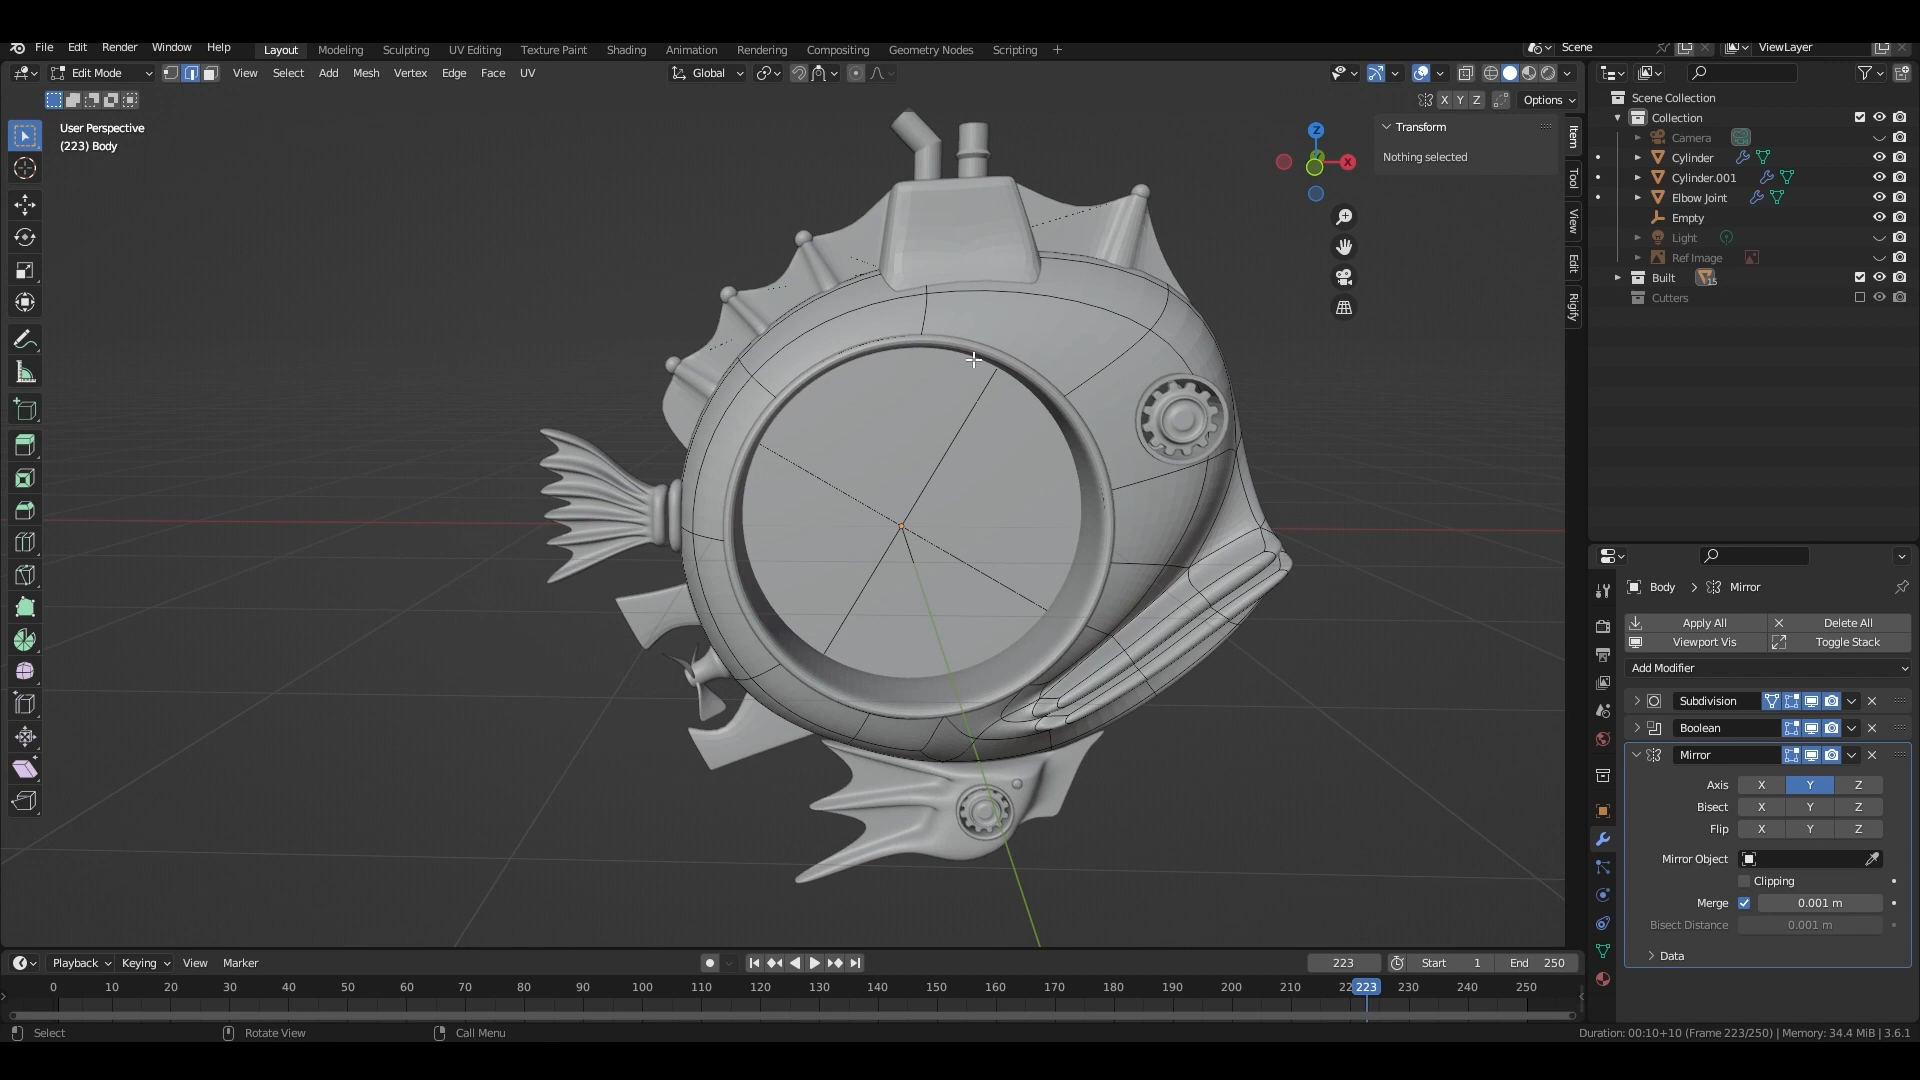 File Edit Render Window Help Layout Modeling Sculpting UV Editing Texture Paint Shading Animation Rendering Compositing Geometry Nodes Scripting + Scene ViewLayer
Edit Mode View Select Add Mesh Vertex Edge Face UV Global
X Y Z Options
User Perspective
(223) Body
Transform
Nothing selected
Z
X
Item
Tool
View
Edit
Rigify
Scene Collection
Collection
Camera
Cylinder
Cylinder.001
Elbow Joint
Empty
Light
Ref Image
Built 15
Cutters
Body > Mirror
Apply All Delete All
Viewport Vis Toggle Stack
Add Modifier
Subdivision
Boolean
Mirror
Axis X Y Z
Bisect X Y Z
Flip X Y Z
Mirror Object
Clipping
Merge 0.001 m
Bisect Distance 0.001 m
Data
Playback Keying View Marker 223 Start 1 End 250
0 10 20 30 40 50 60 70 80 90 100 110 120 130 140 150 160 170 180 190 200 210 22 223 230 240 250
Select Rotate View Call Menu Duration: 00:10+10 (Frame 223/250) | Memory: 34.4 MiB | 3.6.1